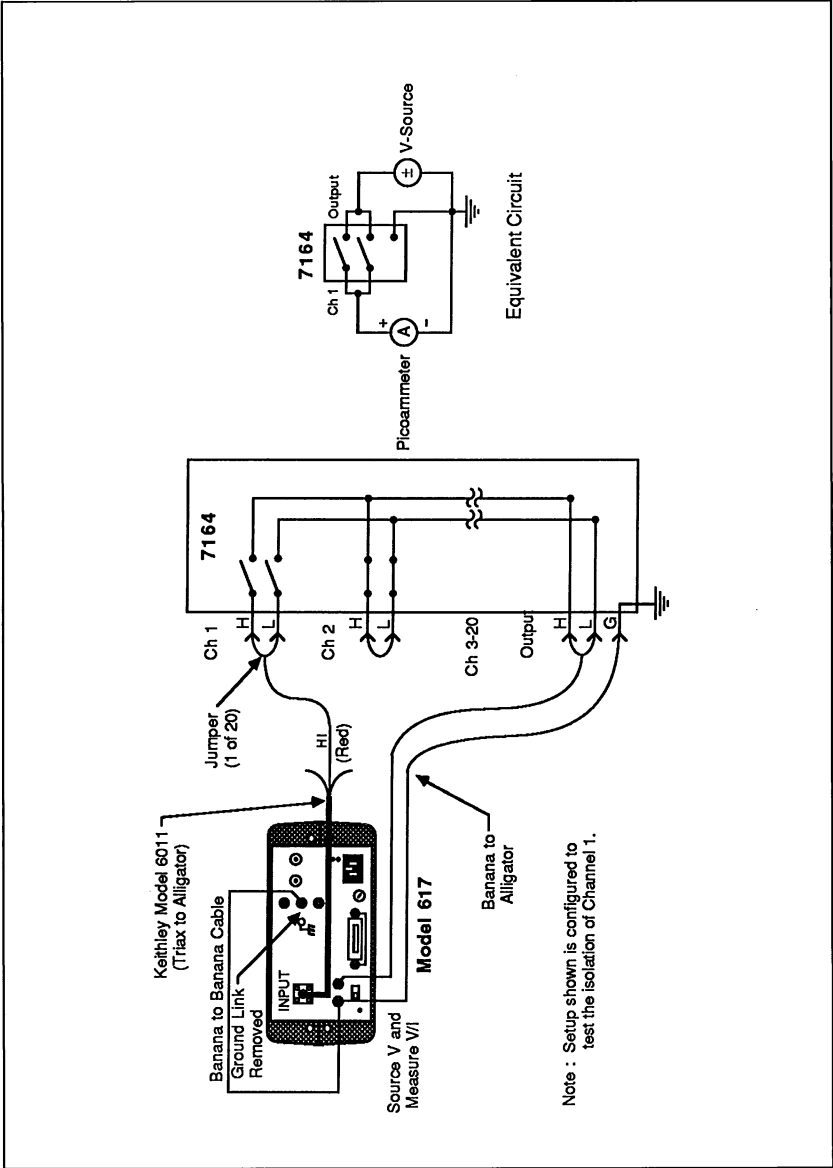 Keithley Model 6011
(Triax to Alligator)
Banana to Banana Cable
Ground Link
Removed
INPUT
Model 617
Source V and
Measure V/I
Banana to
Alligator
Note : Setup shown is configured to
test the isolation of Channel 1.
Jumper
(1 of 20)
HI
(Red)
7164
Ch 1
H
L
Ch 2
H
L
Ch 3-20
Output
H
L
G
7164
Ch 1
Output
V-Source
±
A
+
-
Picoammeter
Equivalent Circuit